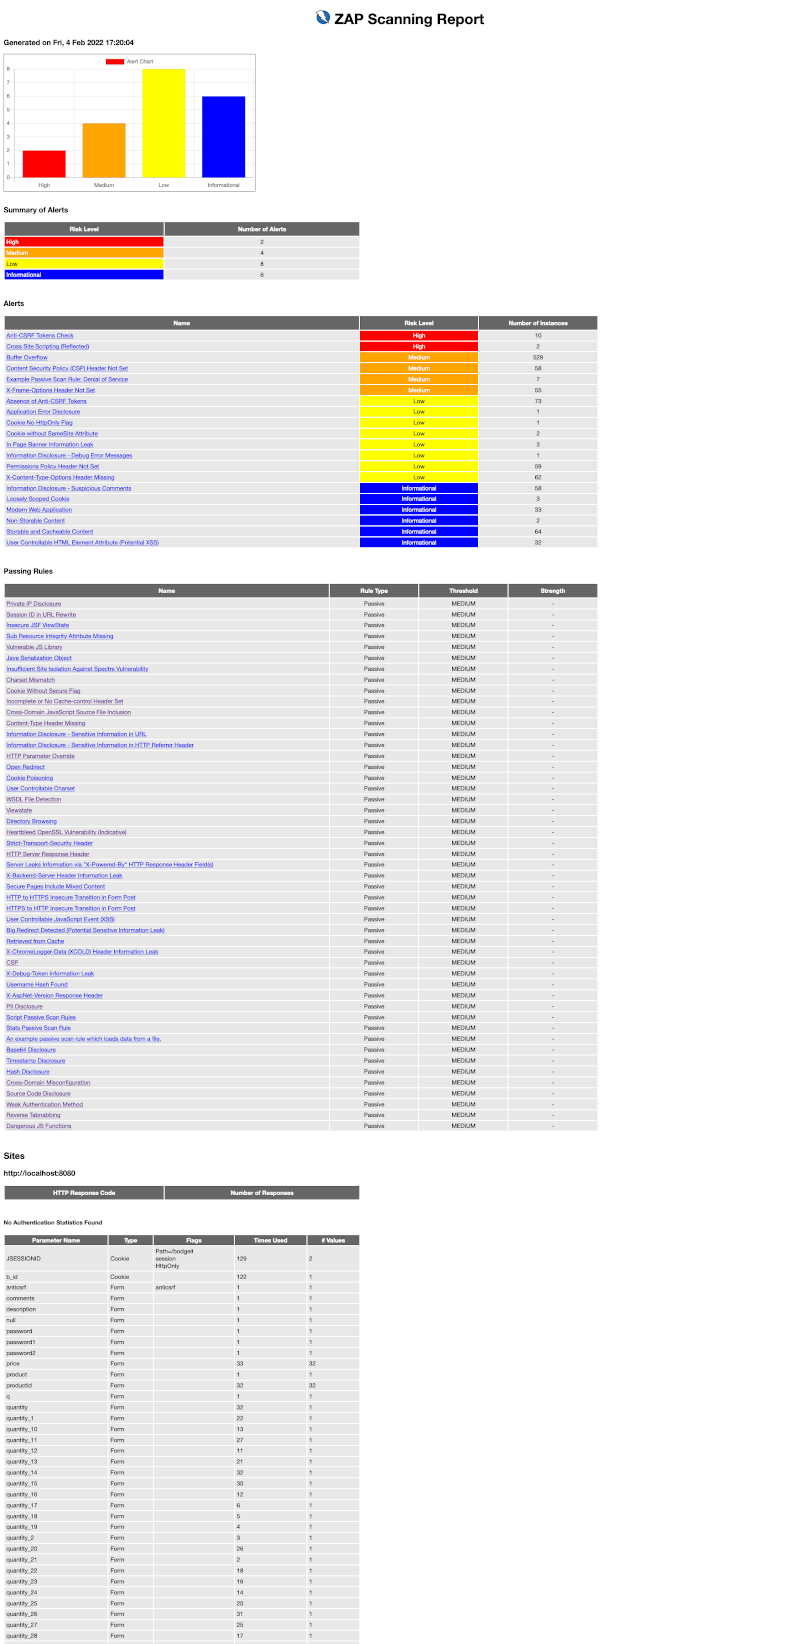 ZAP Scanning Report
Generated on Fri, 4 Feb 2022 17:20:04
Alert Chart
8
7
6
5
4
3
2
1
0
High Medium Low Informational
Summary of Alerts
Risk Level Number of Alerts
High 2
Medium 4
Low 8
Informational 6
Alerts
Name Risk Level Number of Instances
Anti-CSRF Tokens Check High 10
Cross Site Scripting (Reflected) High 2
Buffer Overflow Medium 529
Content Security Policy (CSP) Header Not Set Medium 58
Example Passive Scan Rule: Denial of Service Medium 7
X-Frame-Options Header Not Set Medium 55
Absence of Anti-CSRF Tokens Low 73
Application Error Disclosure Low 1
Cookie No HttpOnly Flag Low 1
Cookie without SameSite Attribute Low 2
In Page Banner Information Leak Low 3
Information Disclosure - Debug Error Messages Low 1
Permissions Policy Header Not Set Low 59
X-Content-Type-Options Header Missing Low 62
Information Disclosure - Suspicious Comments Informational 58
Loosely Scoped Cookie Informational 3
Modern Web Application Informational 33
Non-Storable Content Informational 2
Storable and Cacheable Content Informational 64
User Controllable HTML Element Attribute (Potential XSS) Informational 32
Passing Rules
Name Rule Type Threshold Strength
Private IP Disclosure Passive MEDIUM -
Session ID in URL Rewrite Passive MEDIUM -
Insecure JSF ViewState Passive MEDIUM -
Sub Resource Integrity Attribute Missing Passive MEDIUM -
Vulnerable JS Library Passive MEDIUM -
Java Serialization Object Passive MEDIUM -
Insufficient Site Isolation Against Spectre Vulnerability Passive MEDIUM -
Charset Mismatch Passive MEDIUM -
Cookie Without Secure Flag Passive MEDIUM -
Incomplete or No Cache-control Header Set Passive MEDIUM -
Cross-Domain JavaScript Source File Inclusion Passive MEDIUM -
Content-Type Header Missing Passive MEDIUM -
Information Disclosure - Sensitive Information in URL Passive MEDIUM -
Information Disclosure - Sensitive Information in HTTP Referrer Header Passive MEDIUM -
HTTP Parameter Override Passive MEDIUM -
Open Redirect Passive MEDIUM -
Cookie Poisoning Passive MEDIUM -
User Controllable Charset Passive MEDIUM -
WSDL File Detection Passive MEDIUM -
Viewstate Passive MEDIUM -
Directory Browsing Passive MEDIUM -
Heartbleed OpenSSL Vulnerability (Indicative) Passive MEDIUM -
Strict-Transport-Security Header Passive MEDIUM -
HTTP Server Response Header Passive MEDIUM -
Server Leaks Information via "X-Powered-By" HTTP Response Header Field(s) Passive MEDIUM -
X-Backend-Server Header Information Leak Passive MEDIUM -
Secure Pages Include Mixed Content Passive MEDIUM -
HTTP to HTTPS Insecure Transition in Form Post Passive MEDIUM -
HTTPS to HTTP Insecure Transition in Form Post Passive MEDIUM -
User Controllable JavaScript Event (XSS) Passive MEDIUM -
Big Redirect Detected (Potential Sensitive Information Leak) Passive MEDIUM -
Retrieved from Cache Passive MEDIUM -
X-ChromeLogger-Data (XCOLD) Header Information Leak Passive MEDIUM -
CSP Passive MEDIUM -
X-Debug-Token Information Leak Passive MEDIUM -
Username Hash Found Passive MEDIUM -
X-AspNet-Version Response Header Passive MEDIUM -
PII Disclosure Passive MEDIUM -
Script Passive Scan Rules Passive MEDIUM -
Stats Passive Scan Rule Passive MEDIUM -
An example passive scan rule which loads data from a file. Passive MEDIUM -
Base64 Disclosure Passive MEDIUM -
Timestamp Disclosure Passive MEDIUM -
Hash Disclosure Passive MEDIUM -
Cross-Domain Misconfiguration Passive MEDIUM -
Source Code Disclosure Passive MEDIUM -
Weak Authentication Method Passive MEDIUM -
Reverse Tabnabbing Passive MEDIUM -
Dangerous JS Functions Passive MEDIUM -
Sites
http://localhost:8080
HTTP Response Code Number of Responses
No Authentication Statistics Found
Parameter Name Type Flags Times Used # Values
JSESSIONID Cookie Path=/bodgeit session HttpOnly 129 2
b_id Cookie 122 1
anticsrf Form anticsrf 1 1
comments Form 1 1
description Form 1 1
null Form 1 1
password Form 1 1
password1 Form 1 1
password2 Form 1 1
price Form 33 32
product Form 1 1
productid Form 32 32
q Form 1 1
quantity Form 32 1
quantity_1 Form 22 1
quantity_10 Form 13 1
quantity_11 Form 27 1
quantity_12 Form 11 1
quantity_13 Form 21 1
quantity_14 Form 32 1
quantity_15 Form 30 1
quantity_16 Form 12 1
quantity_17 Form 6 1
quantity_18 Form 5 1
quantity_19 Form 4 1
quantity_2 Form 3 1
quantity_20 Form 26 1
quantity_21 Form 2 1
quantity_22 Form 18 1
quantity_23 Form 16 1
quantity_24 Form 14 1
quantity_25 Form 20 1
quantity_26 Form 31 1
quantity_27 Form 25 1
quantity_28 Form 17 1